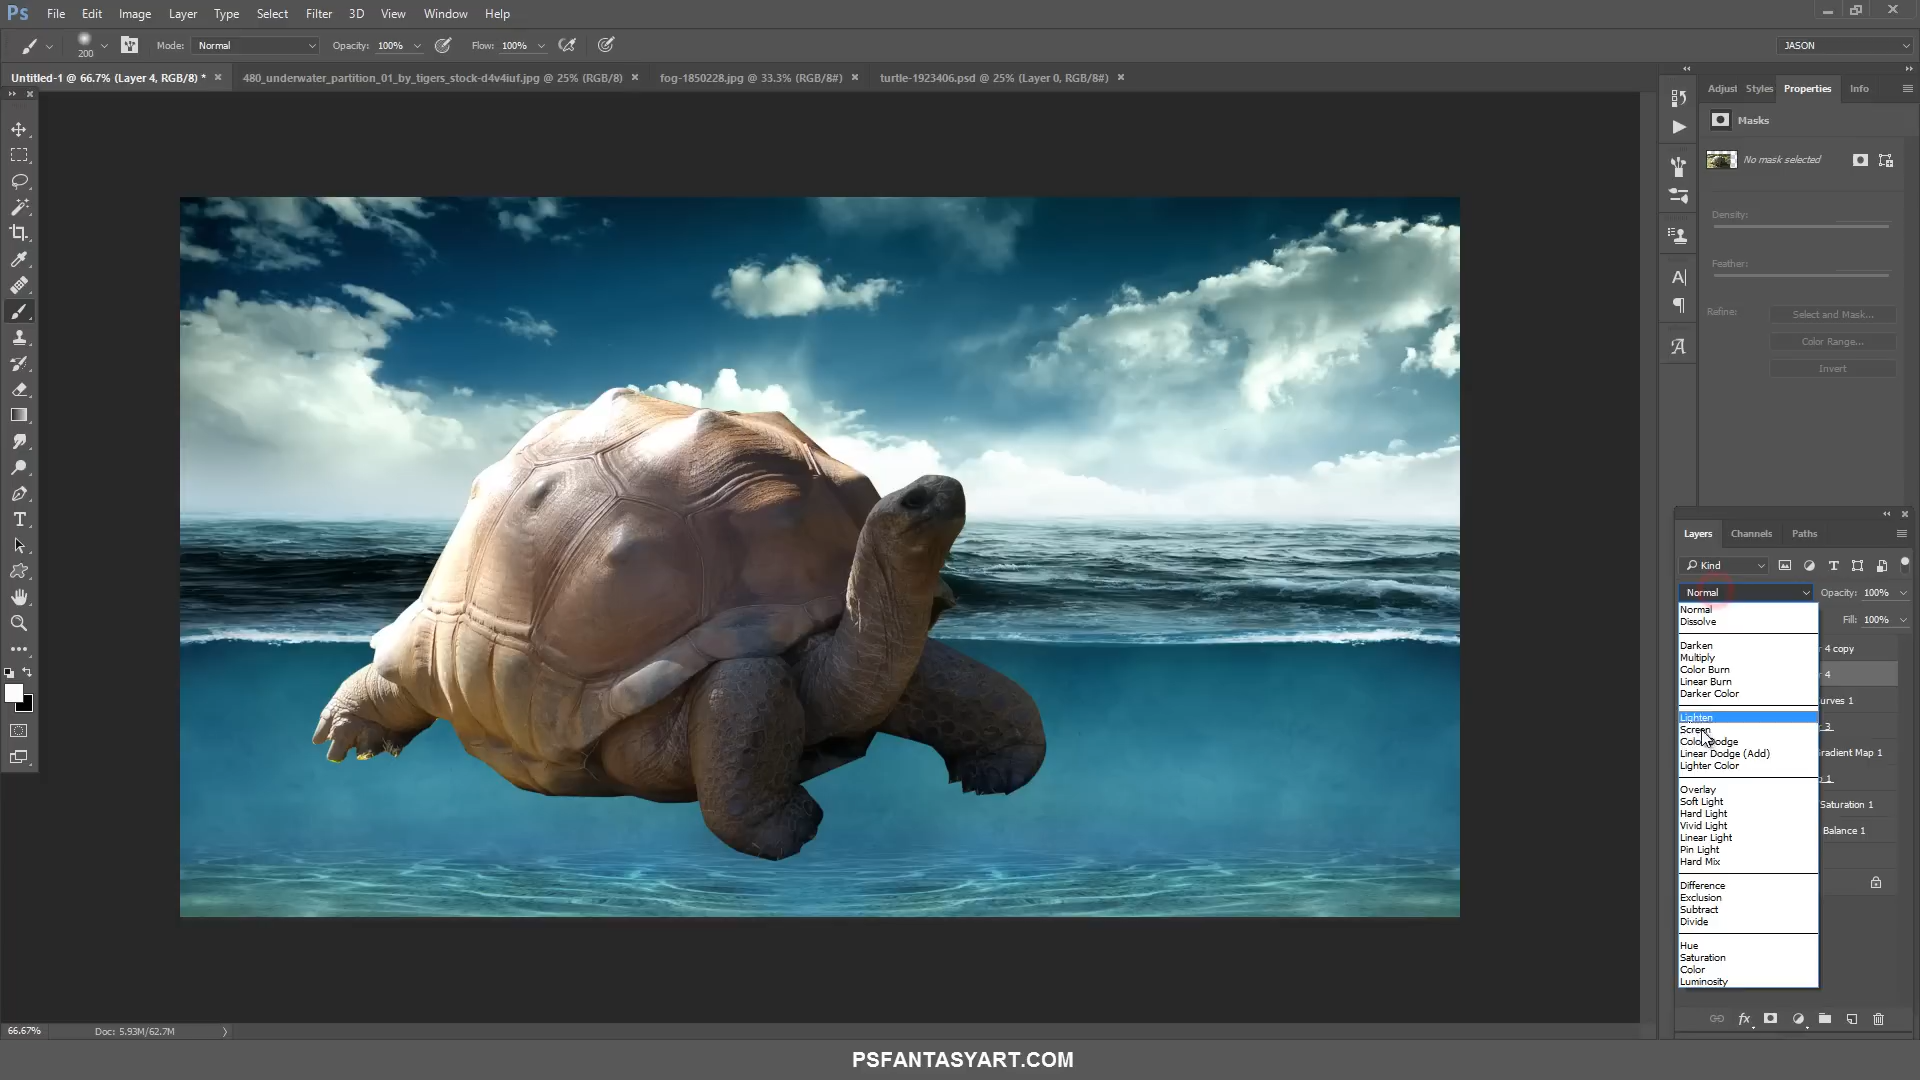 Ps File Edit Image Layer Type Select Filter 3D View Window Help
200 Mode: Normal Opacity: 100% Flow: 100% JASON
Untitled-1 @ 66.7% (Layer 4, RGB/8) * × 480_underwater_partition_01_by_tigers_stock-d4v4iuf.jpg @ 25% (RGB/8) × fog-1850228.jpg @ 33.3% (RGB/8#) × turtle-1923406.psd @ 25% (Layer 0, RGB/8#) ×
Adjust Styles Properties Info
Masks
No mask selected
Density:
Feather:
Refine: Select and Mask...
Color Range...
Invert
Layers Channels Paths
Kind
Normal Opacity: 100%
Fill: 100%
Normal
Dissolve
Darken
Multiply
Color Burn
Linear Burn
Darker Color
Lighten
Screen
Color Dodge
Linear Dodge (Add)
Lighter Color
Overlay
Soft Light
Hard Light
Vivid Light
Linear Light
Pin Light
Hard Mix
Difference
Exclusion
Subtract
Divide
Hue
Saturation
Color
Luminosity
4 copy
4
urves 1
3
radient Map 1
1
Saturation 1
Balance 1
66.67% Doc: 5.93M/62.7M
PSFANTASYART.COM